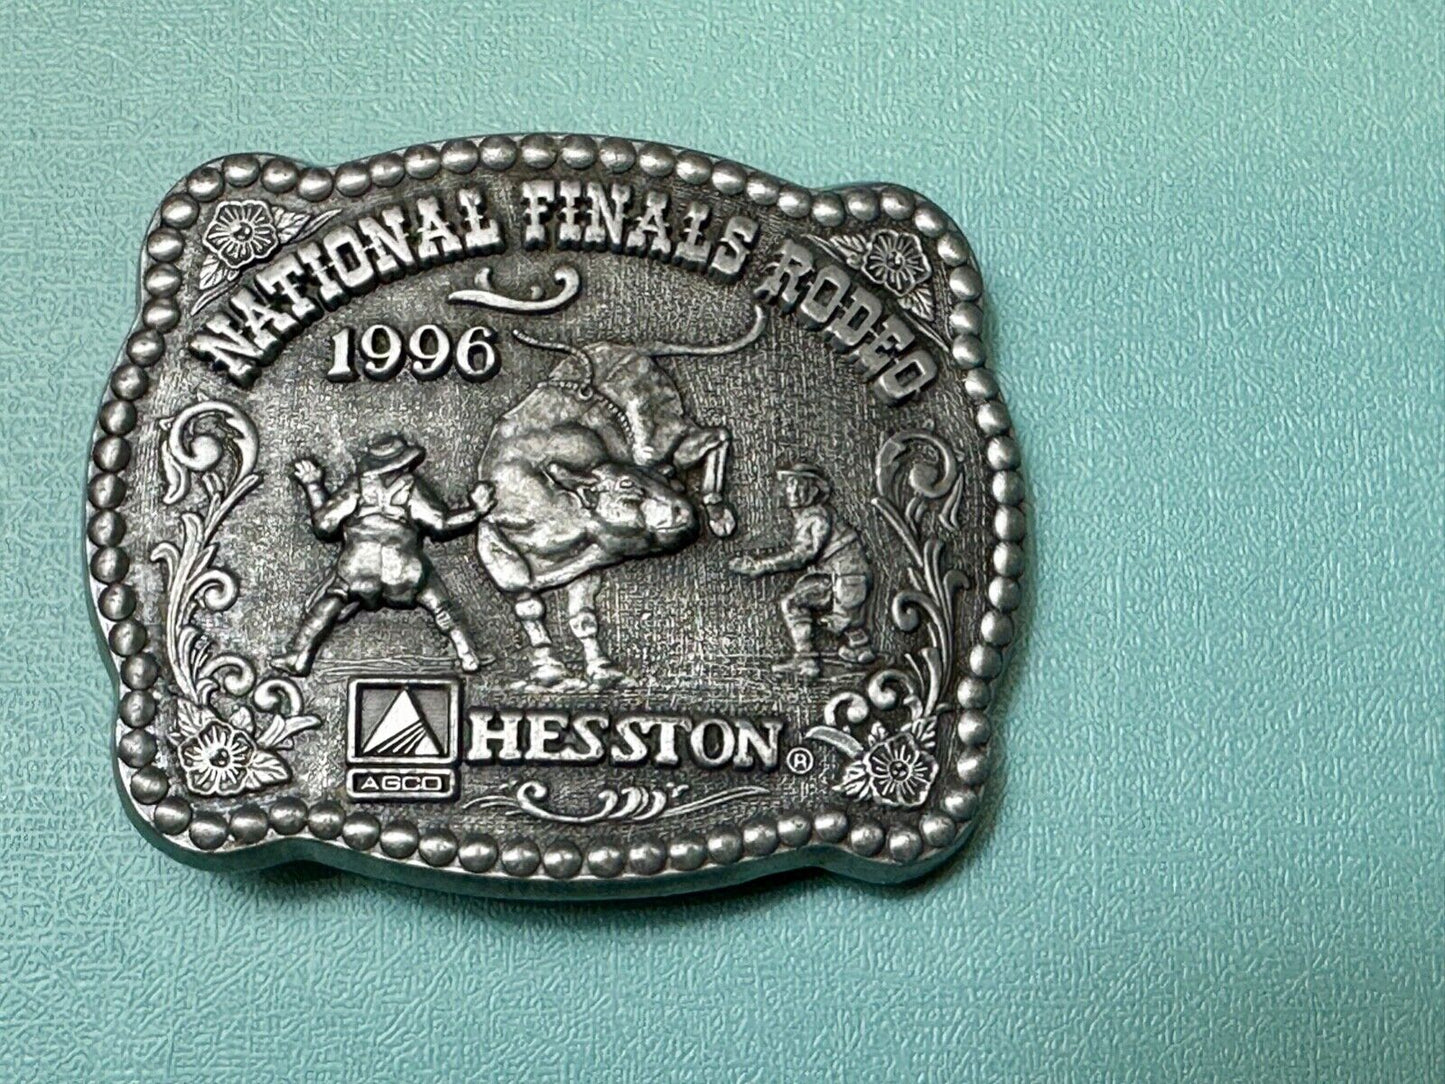 NATIONAL FINALS RODEO
1996
HESSTON®
AGCO